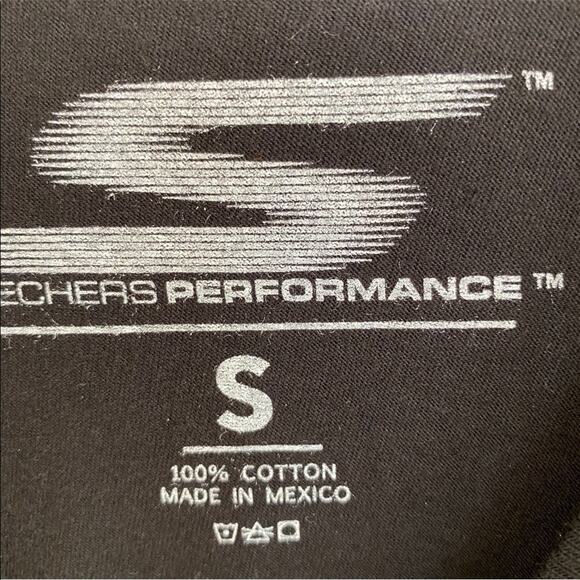 ™
ECHERS PERFORMANCE ™
S
100% COTTON
MADE IN MEXICO